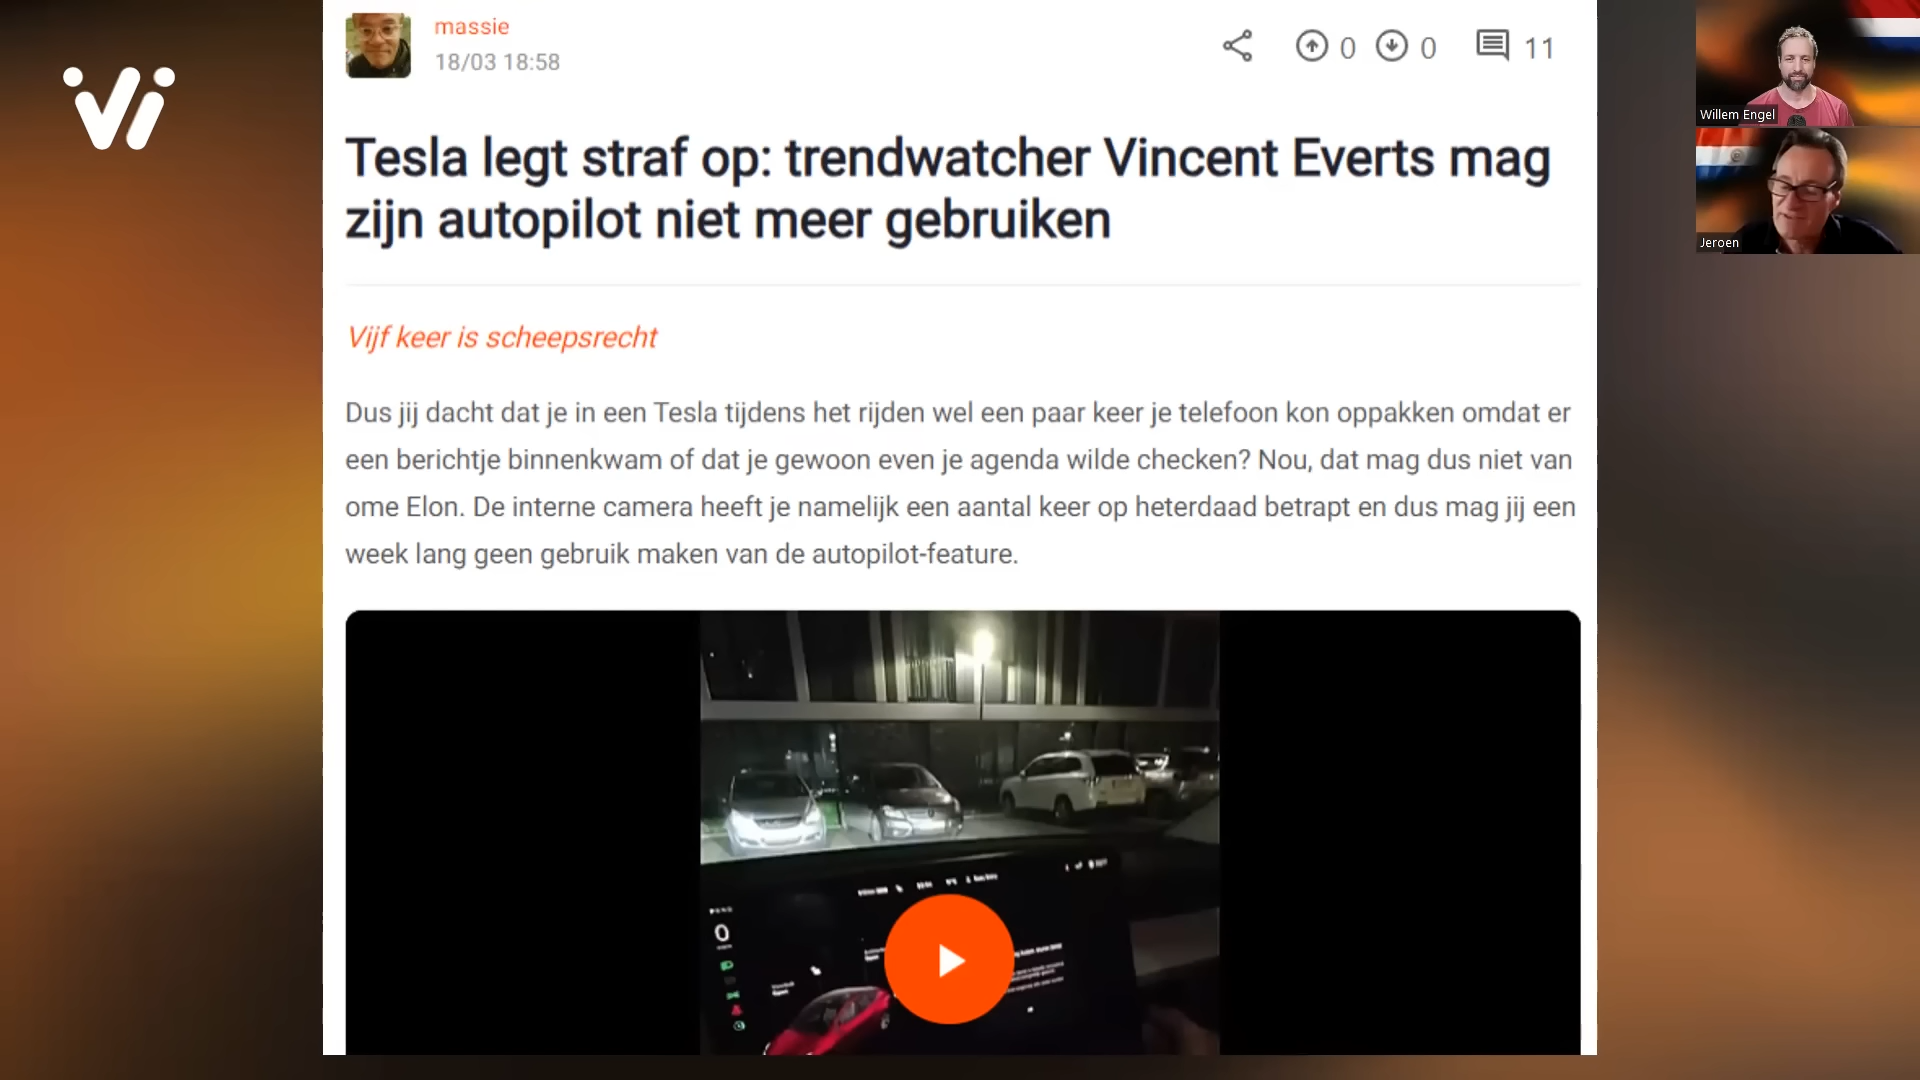 massie
18/03 18:58
0
0
11
Tesla legt straf op: trendwatcher Vincent Everts mag
zijn autopilot niet meer gebruiken
Vijf keer is scheepsrecht
Dus jij dacht dat je in een Tesla tijdens het rijden wel een paar keer je telefoon kon oppakken omdat er
een berichtje binnenkwam of dat je gewoon even je agenda wilde checken? Nou, dat mag dus niet van
ome Elon. De interne camera heeft je namelijk een aantal keer op heterdaad betrapt en dus mag jij een
week lang geen gebruik maken van de autopilot-feature.
0
Vi
Willem Engel
Jeroen